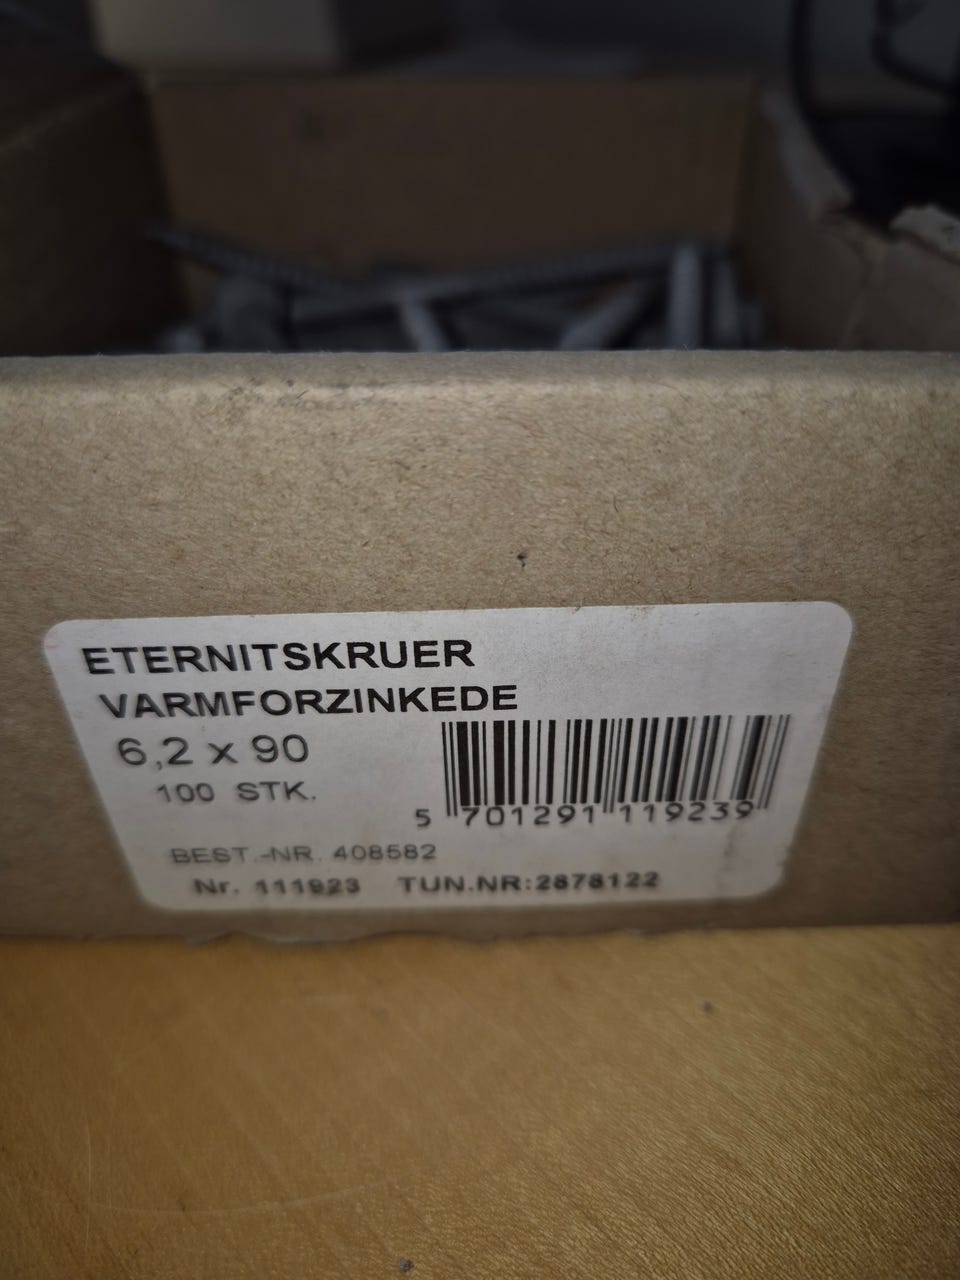 ETERNITSKRUER
VARMFORZINKEDE
6,2 x 90
100 STK.
5 701291 119239
BEST.-NR. 408582
Nr. 111923 TUN.NR:2878122